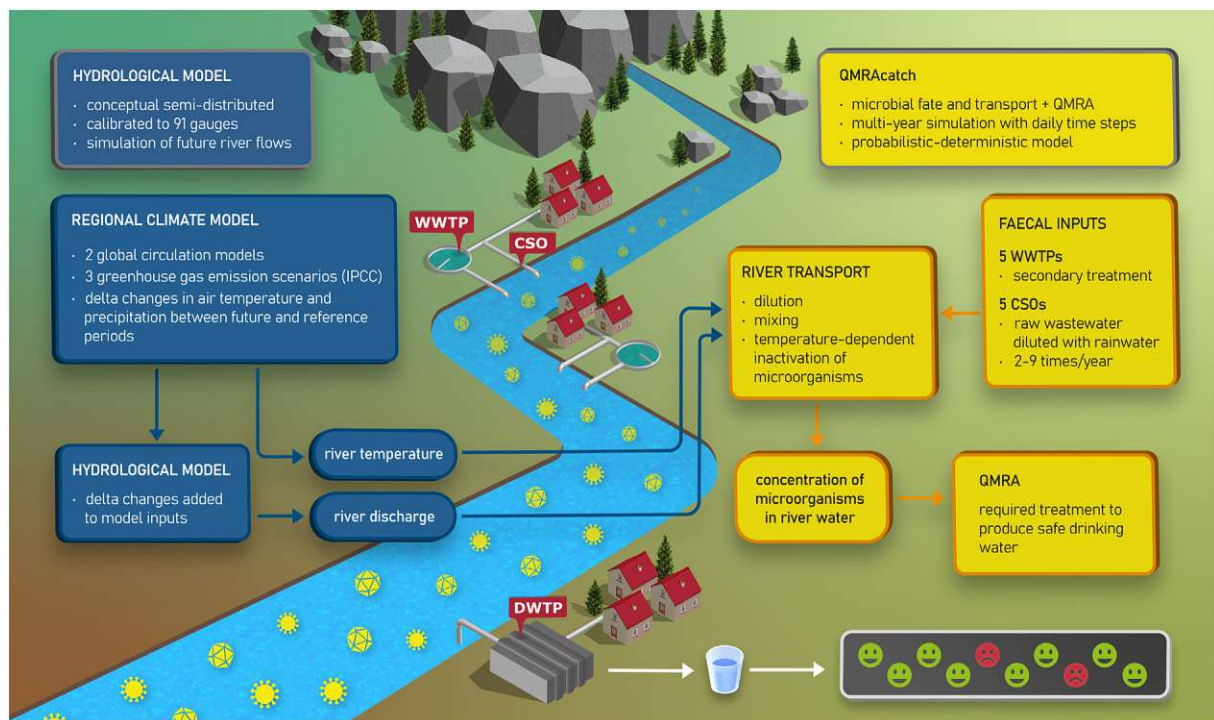 HYDROLOGICAL MODEL
· conceptual semi-distributed
· calibrated to 91 gauges
· simulation of future river flows
REGIONAL CLIMATE MODEL
· 2 global circulation models
· 3 greenhouse gas emission scenarios (IPCC)
· delta changes in air temperature and
precipitation between future and reference
periods
HYDROLOGICAL MODEL
· delta changes added
to model inputs
river temperature
river discharge
WWTP
CSO
DWTP
QMRAcatch
· microbial fate and transport + QMRA
· multi-year simulation with daily time steps
· probabilistic-deterministic model
FAECAL INPUTS
5 WWTPs
· secondary treatment
5 CSOs
· raw wastewater
diluted with rainwater
· 2-9 times/year
RIVER TRANSPORT
· dilution
· mixing
· temperature-dependent
inactivation of
microorganisms
concentration of
microorganisms
in river water
QMRA
required treatment to
produce safe drinking
water